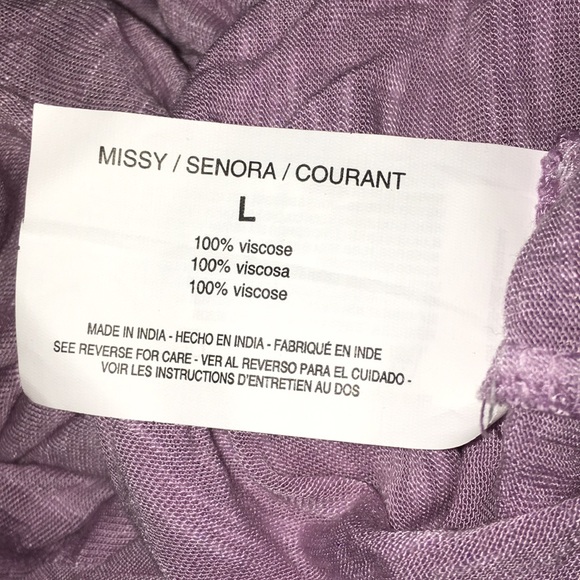 MISSY / SENORA / COURANT
L
100% viscose
100% viscosa
100% viscose
MADE IN INDIA - HECHO EN INDIA - FABRIQUÉ EN INDE
SEE REVERSE FOR CARE - VER AL REVERSO PARA EL CUIDADO -
VOIR LES INSTRUCTIONS D'ENTRETIEN AU DOS